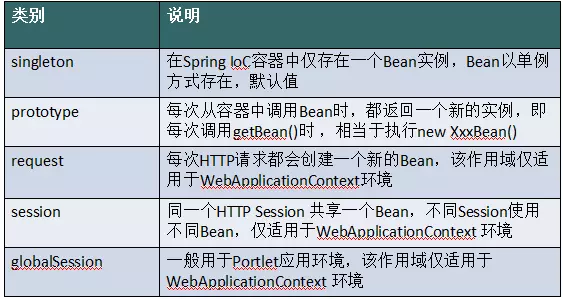 类别 说明
singleton 在Spring IoC容器中仅存在一个Bean实例，Bean以单例
方式存在，默认值
prototype 每次从容器中调用Bean时，都返回一个新的实例，即
每次调用getBean()时 ，相当于执行new XxxBean()
request 每次HTTP请求都会创建一个新的Bean，该作用域仅适
用于WebApplicationContext环境
session 同一个HTTP Session 共享一个Bean，不同Session使用
不同Bean，仅适用于WebApplicationContext 环境
globalSession 一般用于Portlet应用环境，该作用域仅适用于
WebApplicationContext 环境